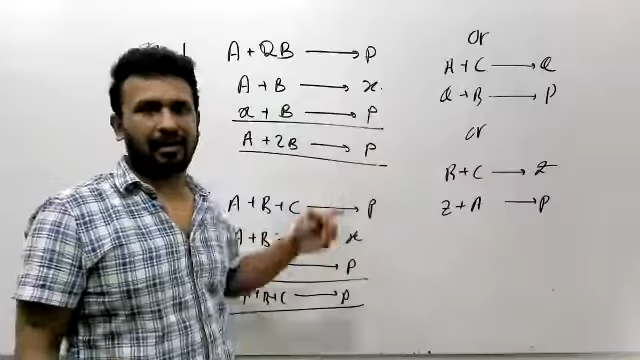 A + 2B ⟶ P
A + B ⟶ x.
x + B ⟶ P
A + 2B ⟶ P
A + B + C ⟶ P
A + B x
⟶ P
+ B + C ⟶ P
or
A + C ⟶ Q
Q + B ⟶ P
or
B + C ⟶ Z
Z + A ⟶ P